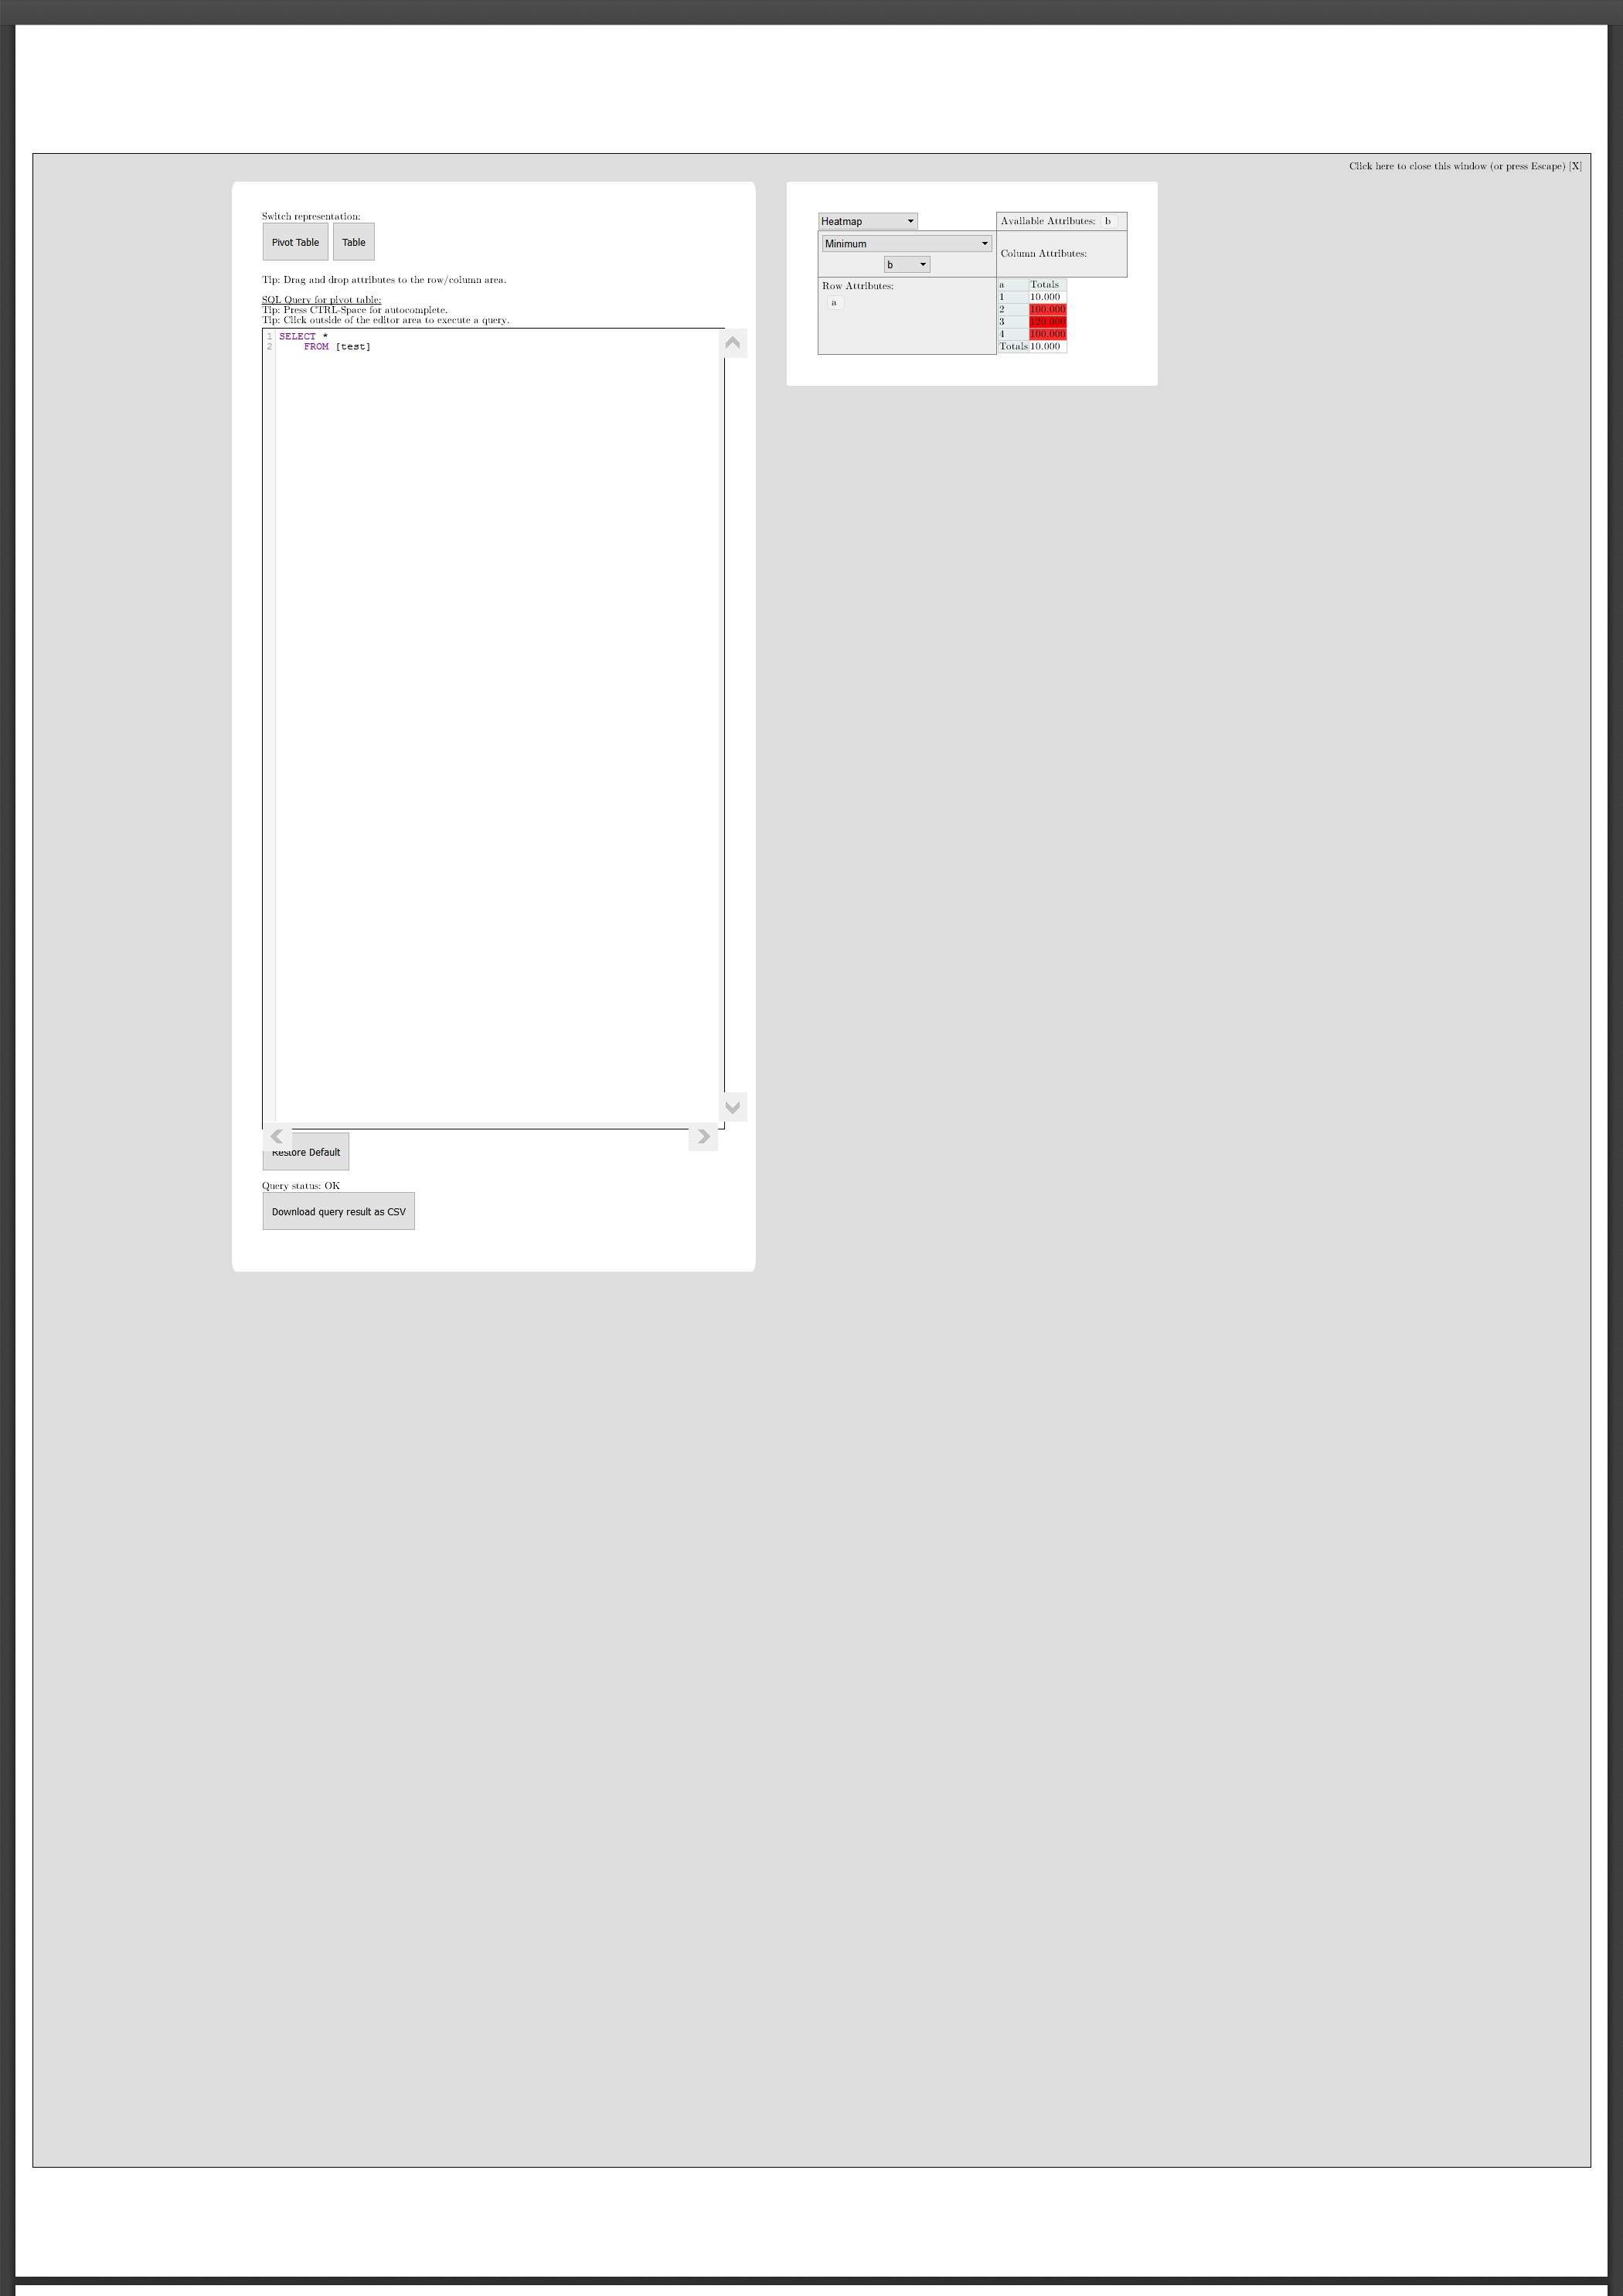 Click here to close this window (or press Escape) [X]
Switch representation:
Pivot Table Table
Tip: Drag and drop attributes to the row/column area.
SQL Query for pivot table:
Tip: Press CTRL-Space for autocomplete.
Tip: Click outside of the editor area to execute a query.
1 SELECT *
2 FROM [test]
Restore Default
Query status: OK
Download query result as CSV
Heatmap
Available Attributes: b
Minimum
b
Column Attributes:
Row Attributes:
a
a Totals
1 10.000
2 100.000
3 120.000
4 100.000
Totals 10.000